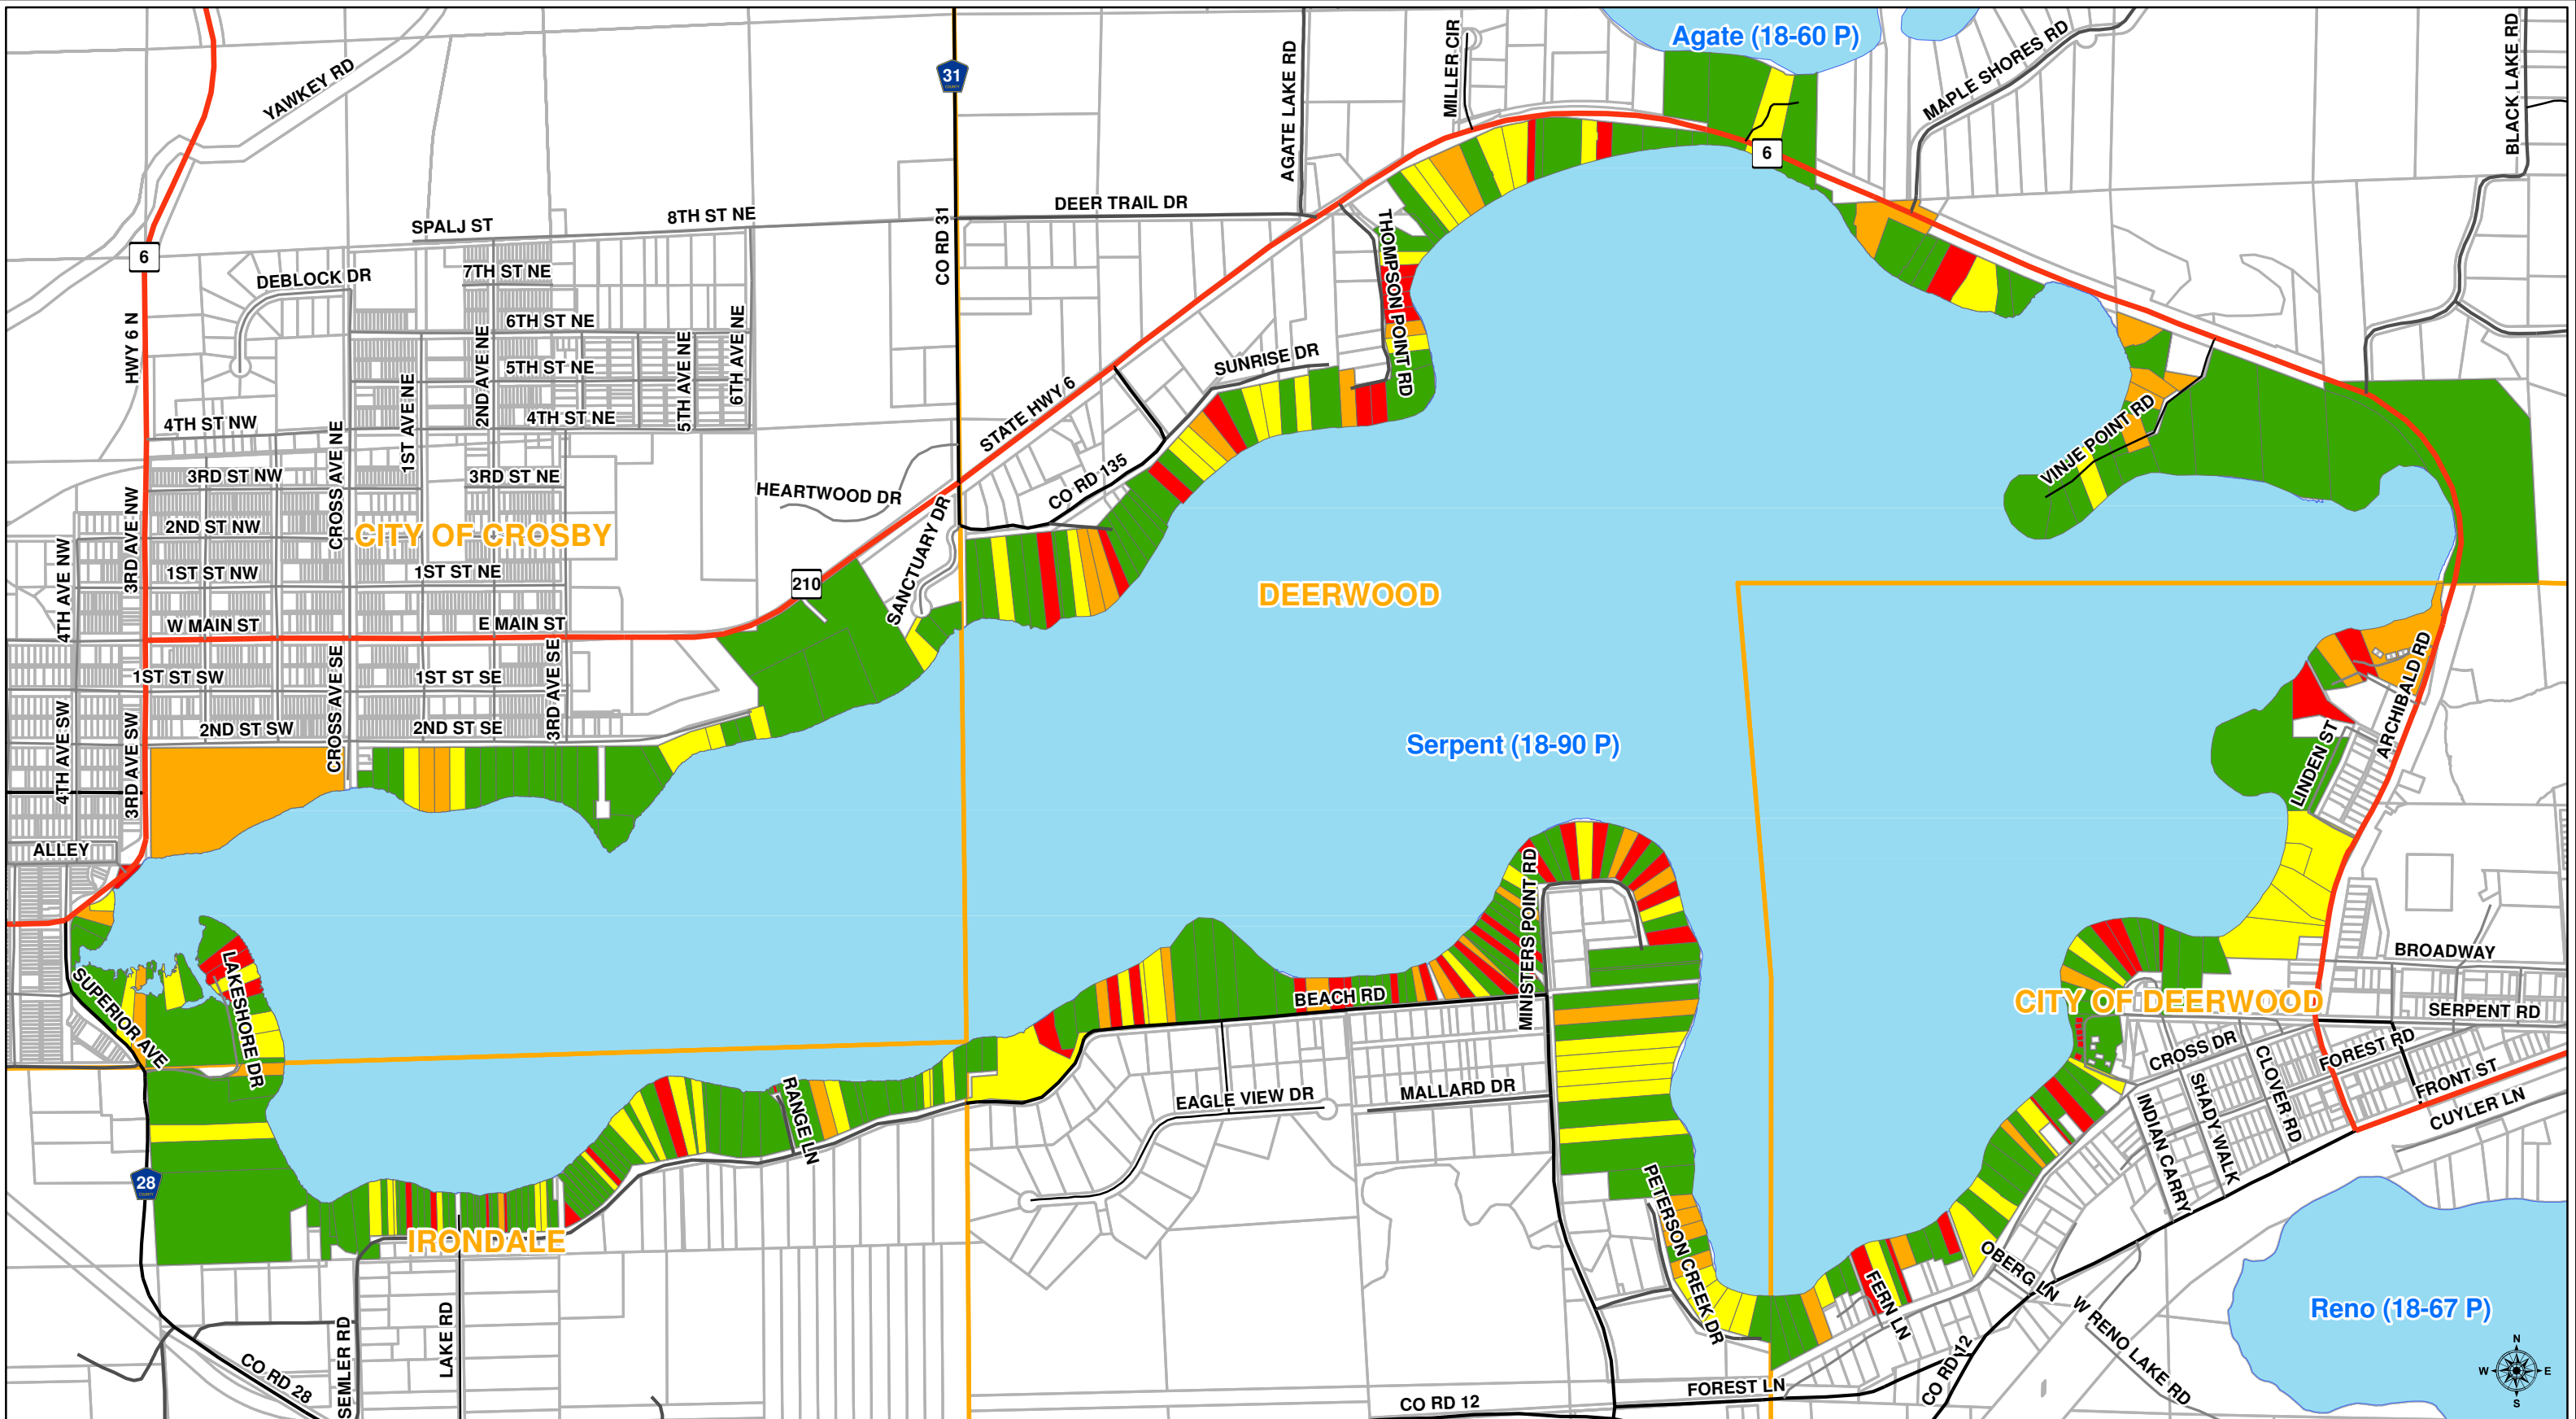 Agate (18-60 P)
YAWKEY RD
31
COUNTY
AGATE LAKE RD
MILLER CIR
MAPLE SHORES RD
BLACK LAKE RD
6
DEER TRAIL DR
8TH ST NE
SPALJ ST
CO RD 31
THOMPSON POINT RD
6
DEBLOCK DR
7TH ST NE
HWY 6 N
6TH ST NE
2ND AVE NE
5TH AVE NE
6TH AVE NE
5TH ST NE
SUNRISE DR
STATE HWY 6
1ST AVE NE
4TH ST NW
4TH ST NE
CROSS AVE NE
VINJE POINT RD
3RD ST NW
3RD ST NE
CO RD 135
HEARTWOOD DR
3RD AVE NW
2ND ST NW
CITY OF CROSBY
SANCTUARY DR
4TH AVE NW
1ST ST NW
1ST ST NE
210
DEERWOOD
W MAIN ST
E MAIN ST
ARCHIBALD RD
1ST ST SW
CROSS AVE SE
1ST ST SE
3RD AVE SE
4TH AVE SW
3RD AVE SW
2ND ST SW
2ND ST SE
Serpent (18-90 P)
LINDEN ST
ALLEY
MINISTERS POINT RD
BROADWAY
LAKESHORE DR
SUPERIOR AVE
BEACH RD
CITY OF DEERWOOD
SERPENT RD
CROSS DR
FOREST RD
CLOVER RD
FRONT ST
EAGLE VIEW DR
MALLARD DR
RANGE LN
SHADY WALK
INDIAN CARRY
CUYLER LN
28
COUNTY
PETERSON CREEK DR
IRONDALE
OBERG LN
FERN LN
W RENO LAKE RD
Reno (18-67 P)
SEMLER RD
LAKE RD
CO RD 28
CO RD 12
FOREST LN
CO RD 12
N
W
E
S